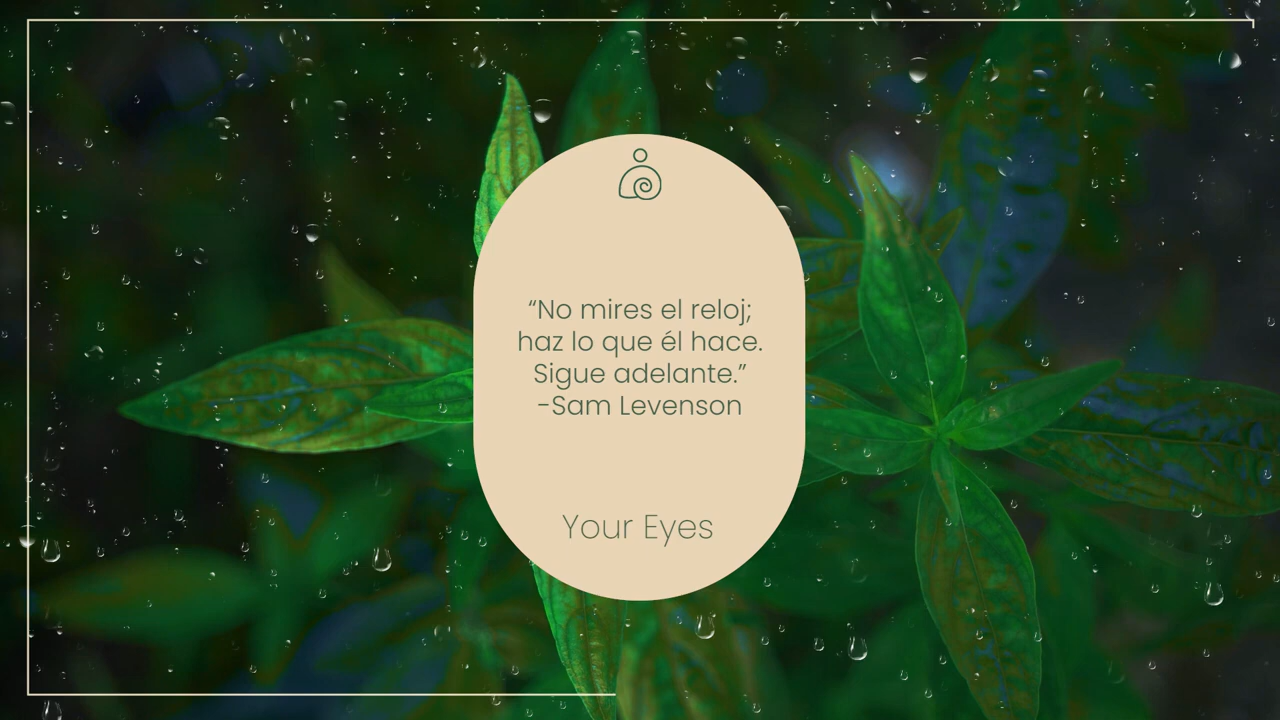 “No mires el reloj;
haz lo que él hace.
Sigue adelante.”
-Sam Levenson
Your Eyes